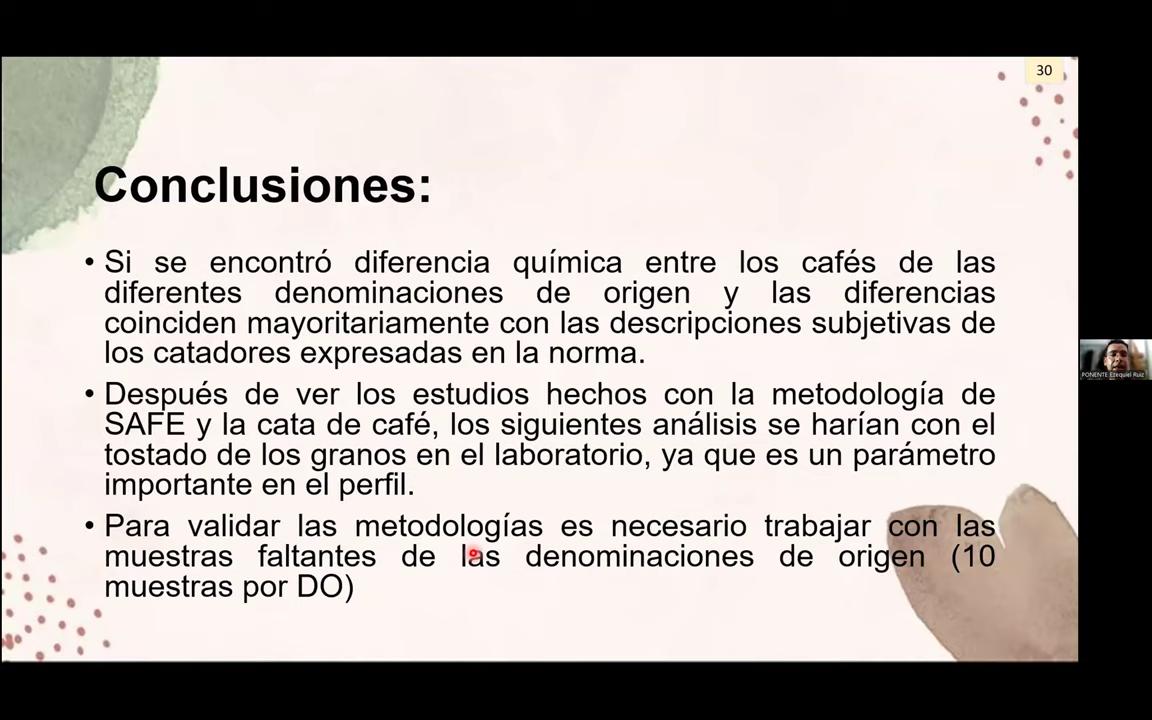 30
Conclusiones:
• Si se encontró diferencia química entre los cafés de las
diferentes denominaciones de origen y las diferencias
coinciden mayoritariamente con las descripciones subjetivas de
los catadores expresadas en la norma.
• Después de ver los estudios hechos con la metodología de
SAFE y la cata de café, los siguientes análisis se harían con el
tostado de los granos en el laboratorio, ya que es un parámetro
importante en el perfil.
• Para validar las metodologías es necesario trabajar con las
muestras faltantes de las denominaciones de origen (10
muestras por DO)
PONENTE Ezequiel Ruiz